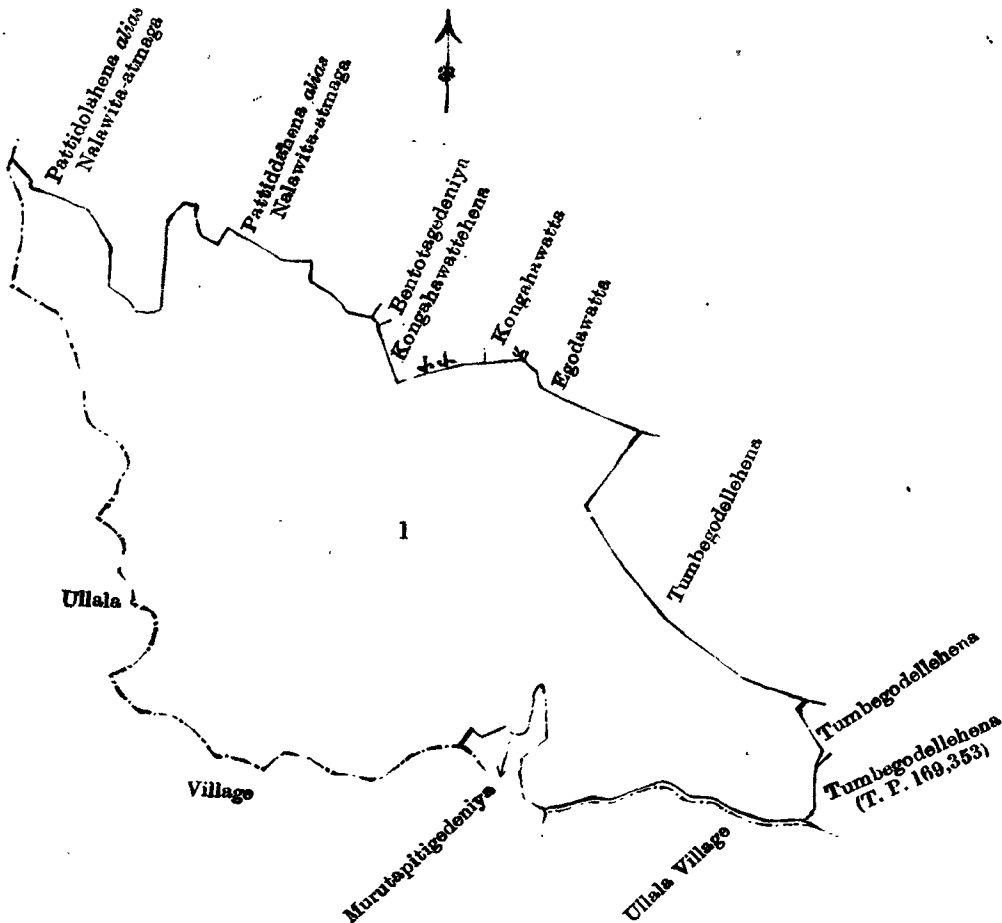 Pattidolahena alias
Nalawita-atmaga
Pattiddahena alias
Nalawita-atmaga
Bentotagedeniya
Kongahawattehena
Kongahawatta
Egodawatta
Tumbegodellehena
1
Ullala
Village
Murutapitigedeniya
Ullala Village
Tumbegodellehena
Tumbegodellehena
(T. P. 169,353)